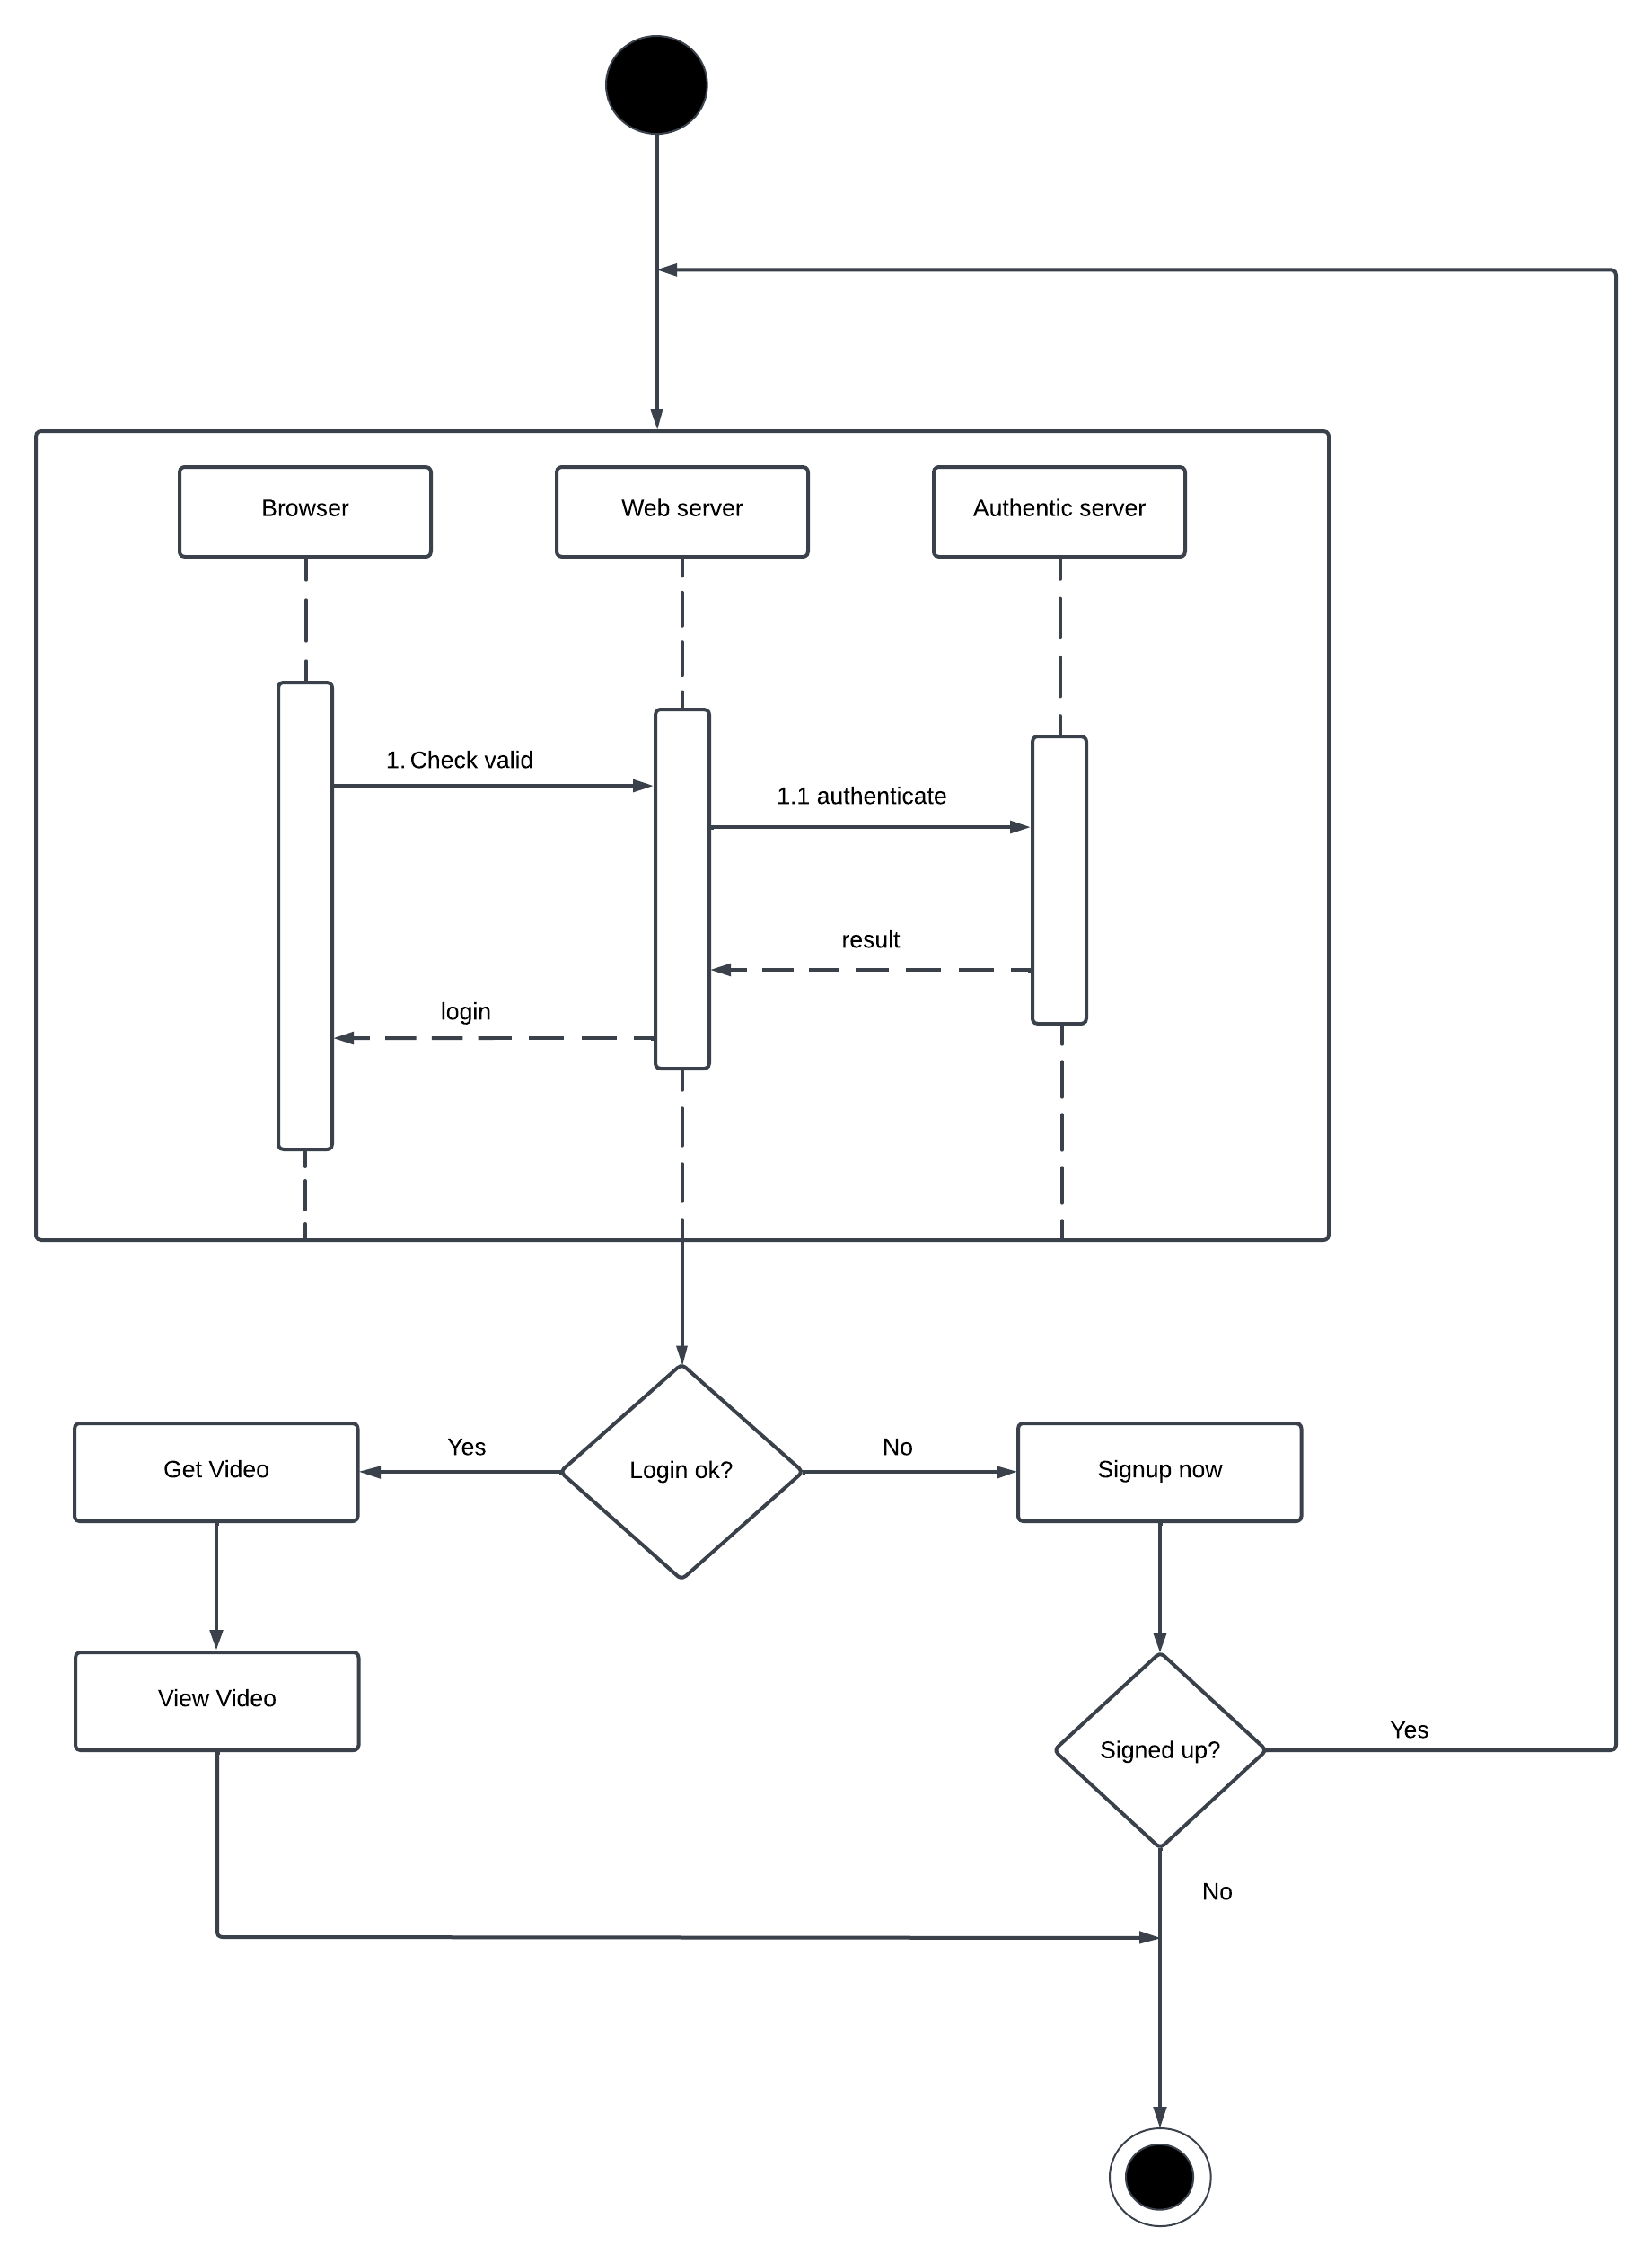 Browser
Web server
Authentic server
1. Check valid
1.1 authenticate
result
login
Yes
No
Get Video
Login ok?
Signup now
View Video
Yes
Signed up?
No